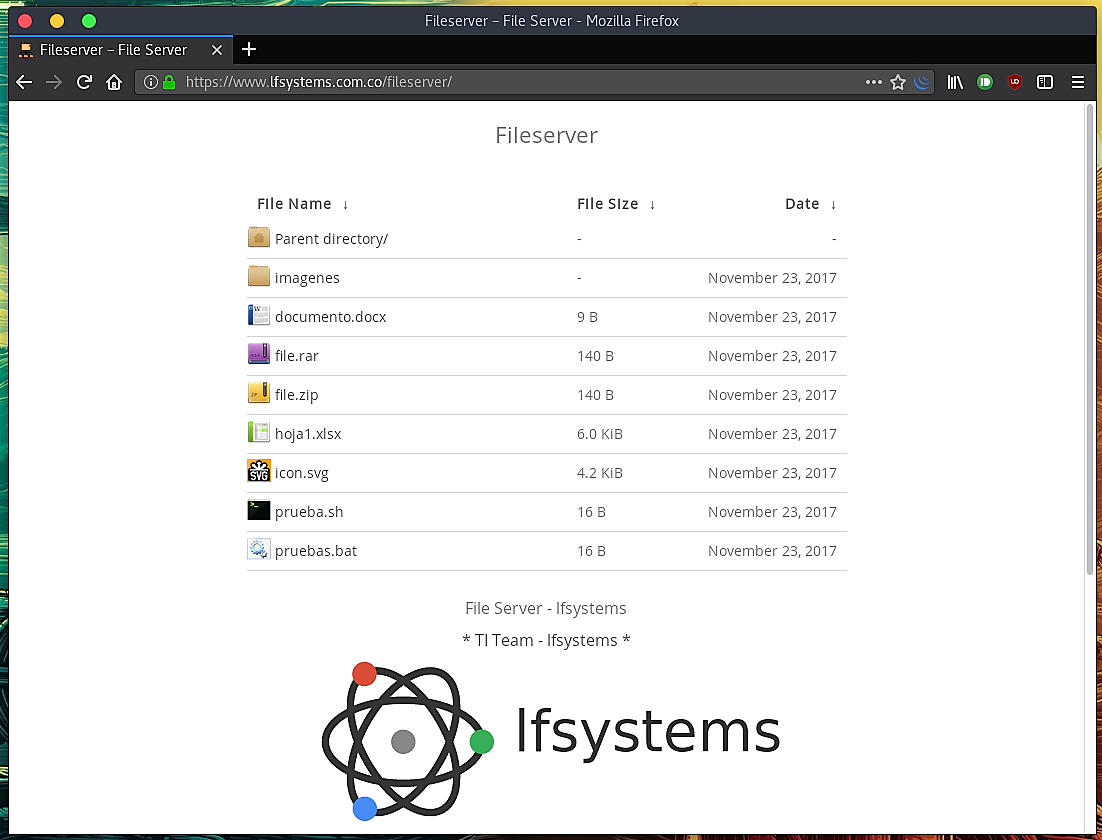 Fileserver – File Server - Mozilla Firefox
Fileserver – File Server
https://www.lfsystems.com.co/fileserver/
Fileserver
File Name ↓ File SIze ↓ Date ↓
Parent directory/ - -
imagenes - November 23, 2017
documento.docx 9 B November 23, 2017
file.rar 140 B November 23, 2017
file.zip 140 B November 23, 2017
hoja1.xlsx 6.0 KiB November 23, 2017
SVG icon.svg 4.2 KiB November 23, 2017
prueba.sh 16 B November 23, 2017
pruebas.bat 16 B November 23, 2017
File Server - lfsystems
* TI Team - lfsystems *
lfsystems